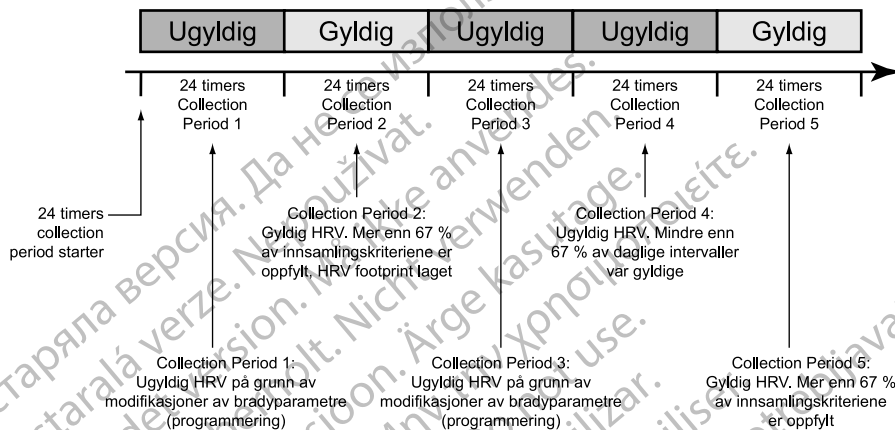 Ugyldig Gyldig Ugyldig Ugyldig Gyldig
24 timers Collection Period 1
24 timers Collection Period 2
24 timers Collection Period 3
24 timers Collection Period 4
24 timers Collection Period 5
24 timers
collection
period starter
Collection Period 2:
Gyldig HRV. Mer enn 67 %
av innsamlingskriteriene er
oppfylt, HRV footprint laget
Collection Period 4:
Ugyldig HRV. Mindre enn
67 % av daglige intervaller
var gyldige
Collection Period 1:
Ugyldig HRV på grunn av
modifikasjoner av bradyparametre
(programmering)
Collection Period 3:
Ugyldig HRV på grunn av
modifikasjoner av bradyparametre
(programmering)
Collection Period 5:
Gyldig HRV. Mer enn 67 %
av innsamlingskriteriene
er oppfylt